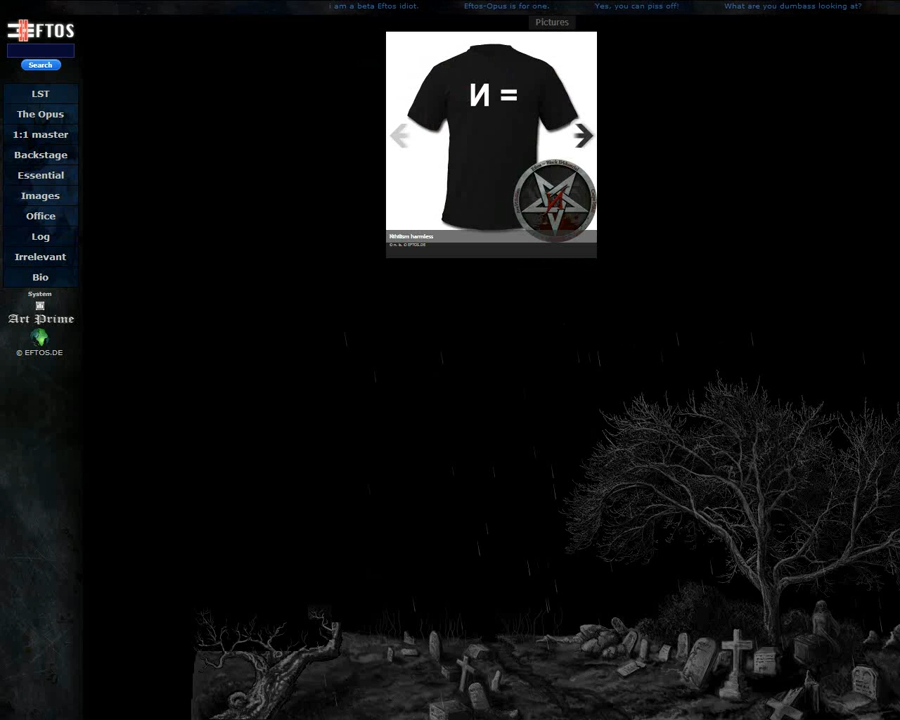 i am a beta Eftos idiot. Eftos-Opus is for one. Yes, you can piss off! What are you dumbass looking at?
Pictures
EFTOS
Search
LST
The Opus
1:1 master
Backstage
Essential
Images
Office
Log
Irrelevant
Bio
System
Art Prime
© EFTOS.DE
И =
Nihilism harmless